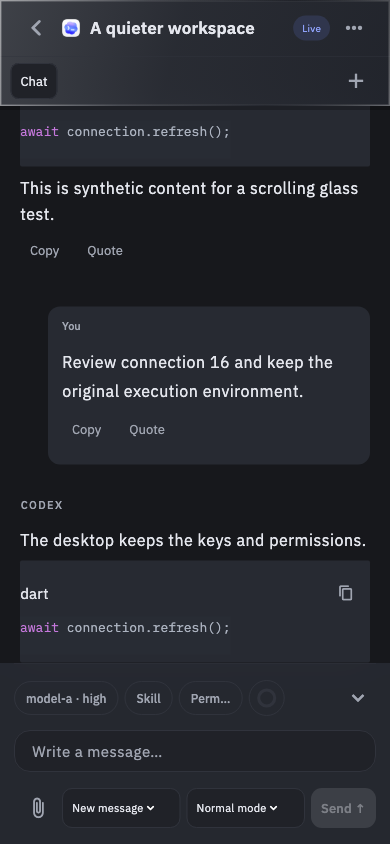 A quieter workspace
Live
Chat
await connection.refresh();
This is synthetic content for a scrolling glass
test.
Copy Quote
You
Review connection 16 and keep the
original execution environment.
Copy Quote
CODEX
The desktop keeps the keys and permissions.
dart
await connection.refresh();
model-a · high Skill Perm...
Write a message...
New message Normal mode Send ↑